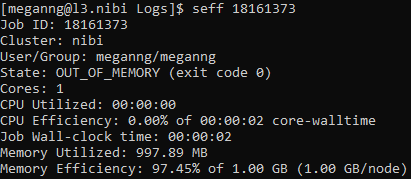 [meganng@l3.nibi Logs]$ seff 18161373
Job ID: 18161373
Cluster: nibi
User/Group: meganng/meganng
State: OUT_OF_MEMORY (exit code 0)
Cores: 1
CPU Utilized: 00:00:00
CPU Efficiency: 0.00% of 00:00:02 core-walltime
Job Wall-clock time: 00:00:02
Memory Utilized: 997.89 MB
Memory Efficiency: 97.45% of 1.00 GB (1.00 GB/node)